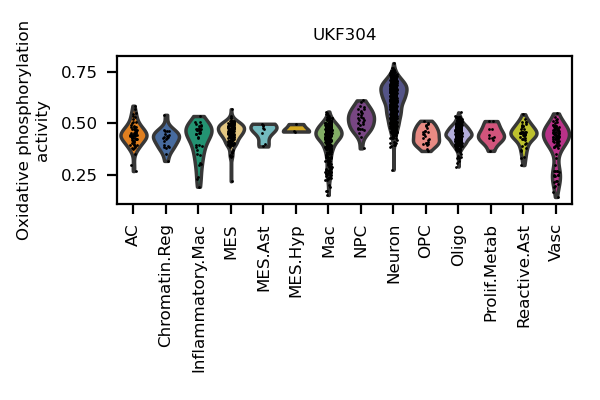 UKF304
Oxidative phosphorylation
activity
0.75
0.50
0.25
AC
Chromatin.Reg
Inflammatory.Mac
MES
MES.Ast
MES.Hyp
Mac
NPC
Neuron
OPC
Oligo
Prolif.Metab
Reactive.Ast
Vasc